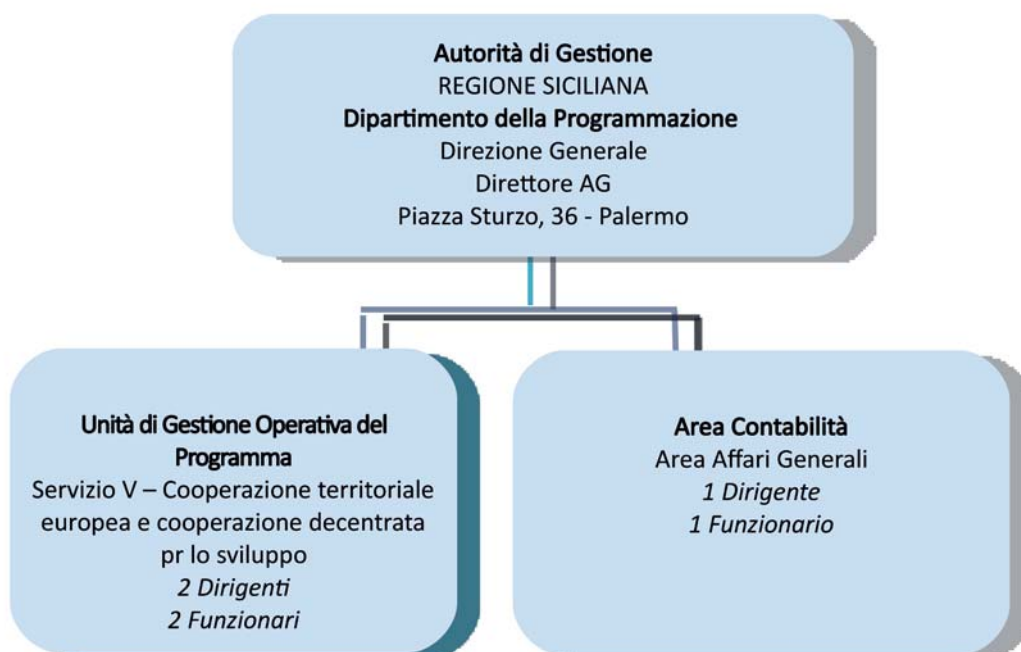 Autorità di Gestione
REGIONE SICILIANA
Dipartimento della Programmazione
Direzione Generale
Direttore AG
Piazza Sturzo, 36 - Palermo
Unità di Gestione Operativa del
Programma
Servizio V – Cooperazione territoriale
europea e cooperazione decentrata
pr lo sviluppo
2 Dirigenti
2 Funzionari
Area Contabilità
Area Affari Generali
1 Dirigente
1 Funzionario